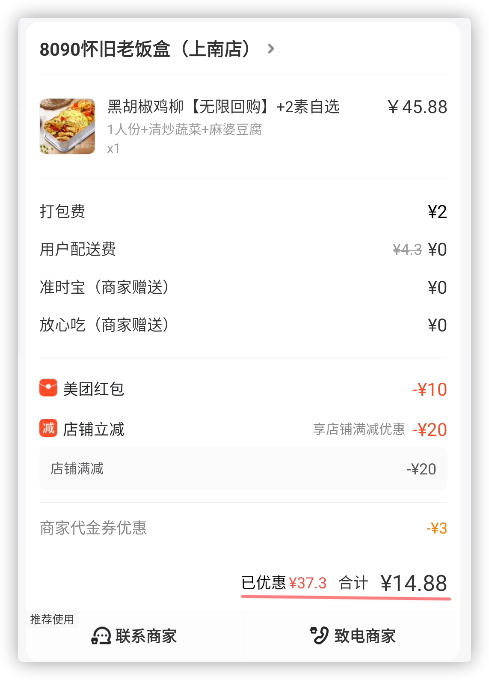 8090怀旧老饭盒（上南店） >
黑胡椒鸡柳【无限回购】+2素自选 ￥45.88
1人份+清炒蔬菜+麻婆豆腐
x1
打包费 ¥2
用户配送费 ¥4.3 ¥0
准时宝（商家赠送） ¥0
放心吃（商家赠送） ¥0
美团红包 -¥10
减 店铺立减 享店铺满减优惠 -¥20
店铺满减 -¥20
商家代金券优惠 -¥3
已优惠¥37.3 合计 ¥14.88
推荐使用
联系商家 致电商家